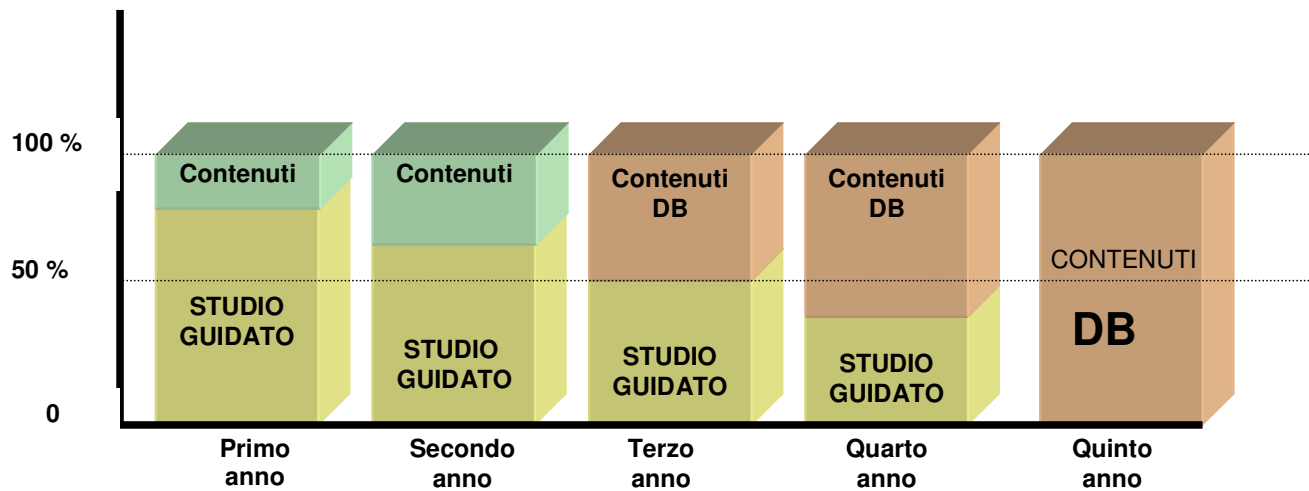 100 %
50 %
0
Contenuti
STUDIO
GUIDATO
Contenuti
STUDIO
GUIDATO
Contenuti
DB
STUDIO
GUIDATO
Contenuti
DB
STUDIO
GUIDATO
CONTENUTI
DB
Primo
anno
Secondo
anno
Terzo
anno
Quarto
anno
Quinto
anno